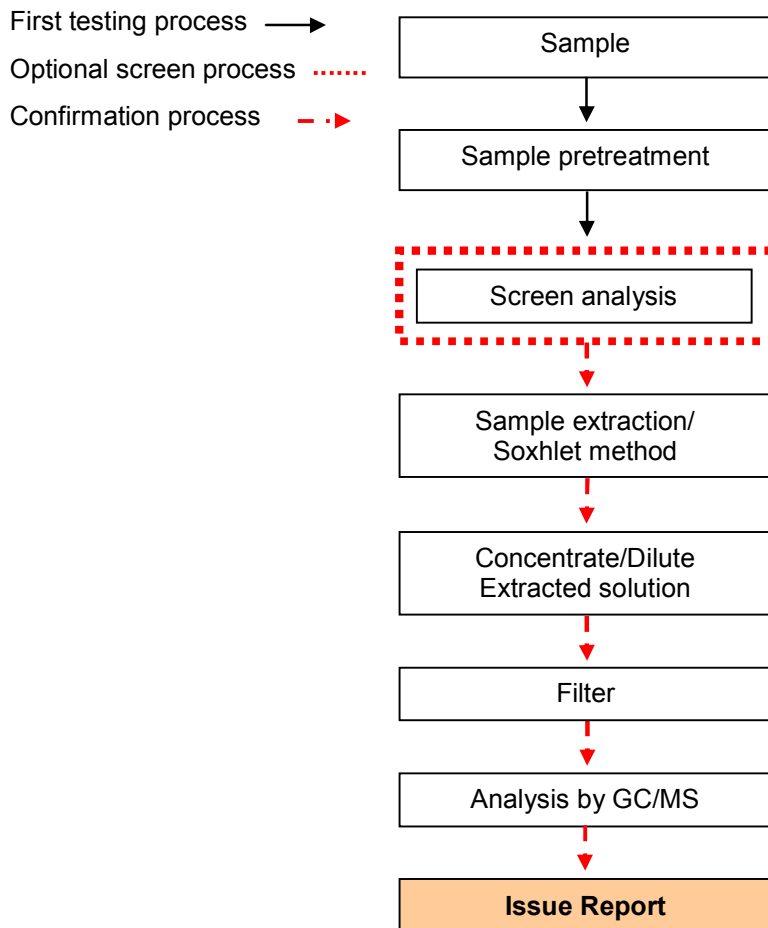 First testing process
Optional screen process
Confirmation process
Sample
Sample pretreatment
Screen analysis
Sample extraction/
Soxhlet method
Concentrate/Dilute
Extracted solution
Filter
Analysis by GC/MS
Issue Report